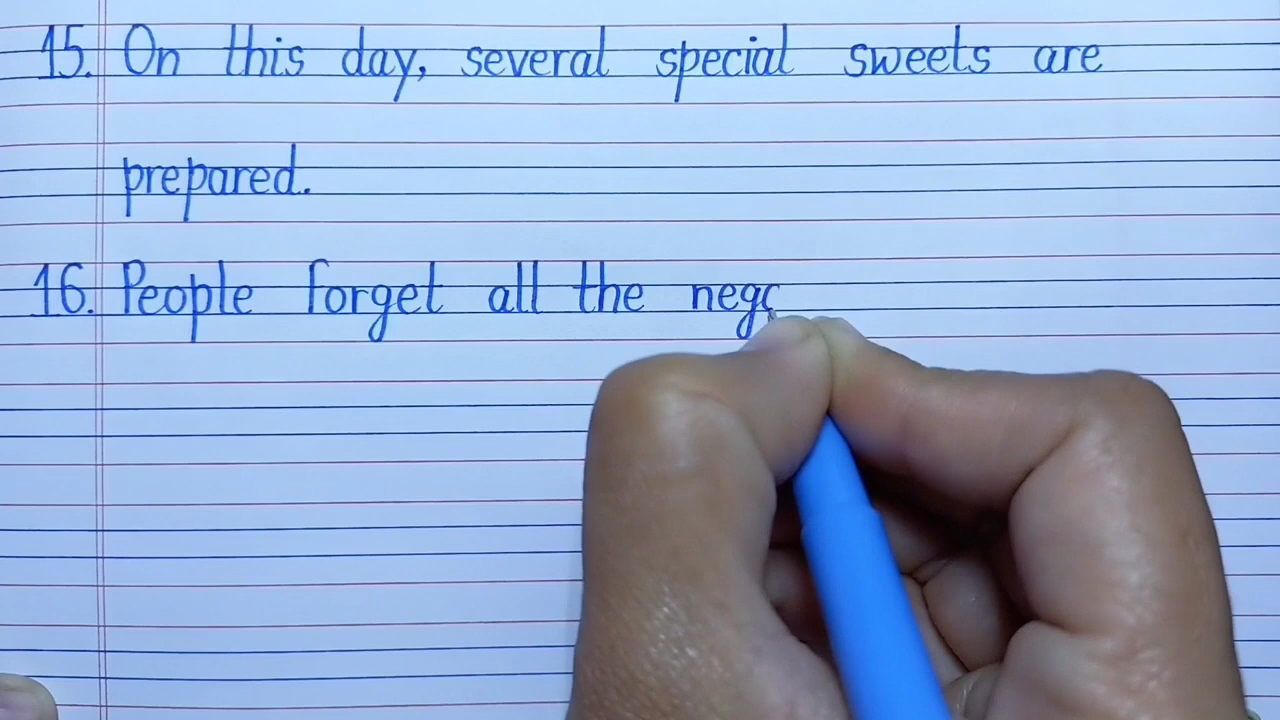 15. On this day, several special sweets are
prepared.
16. People forget all the